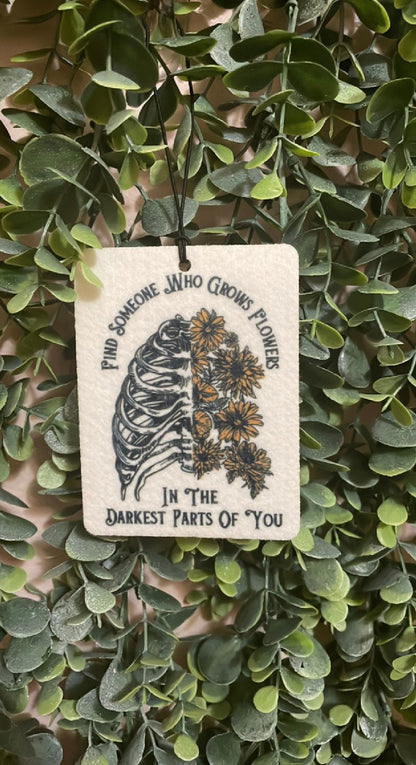 Find Someone Who Grows Flowers
In The
Darkest Parts Of You